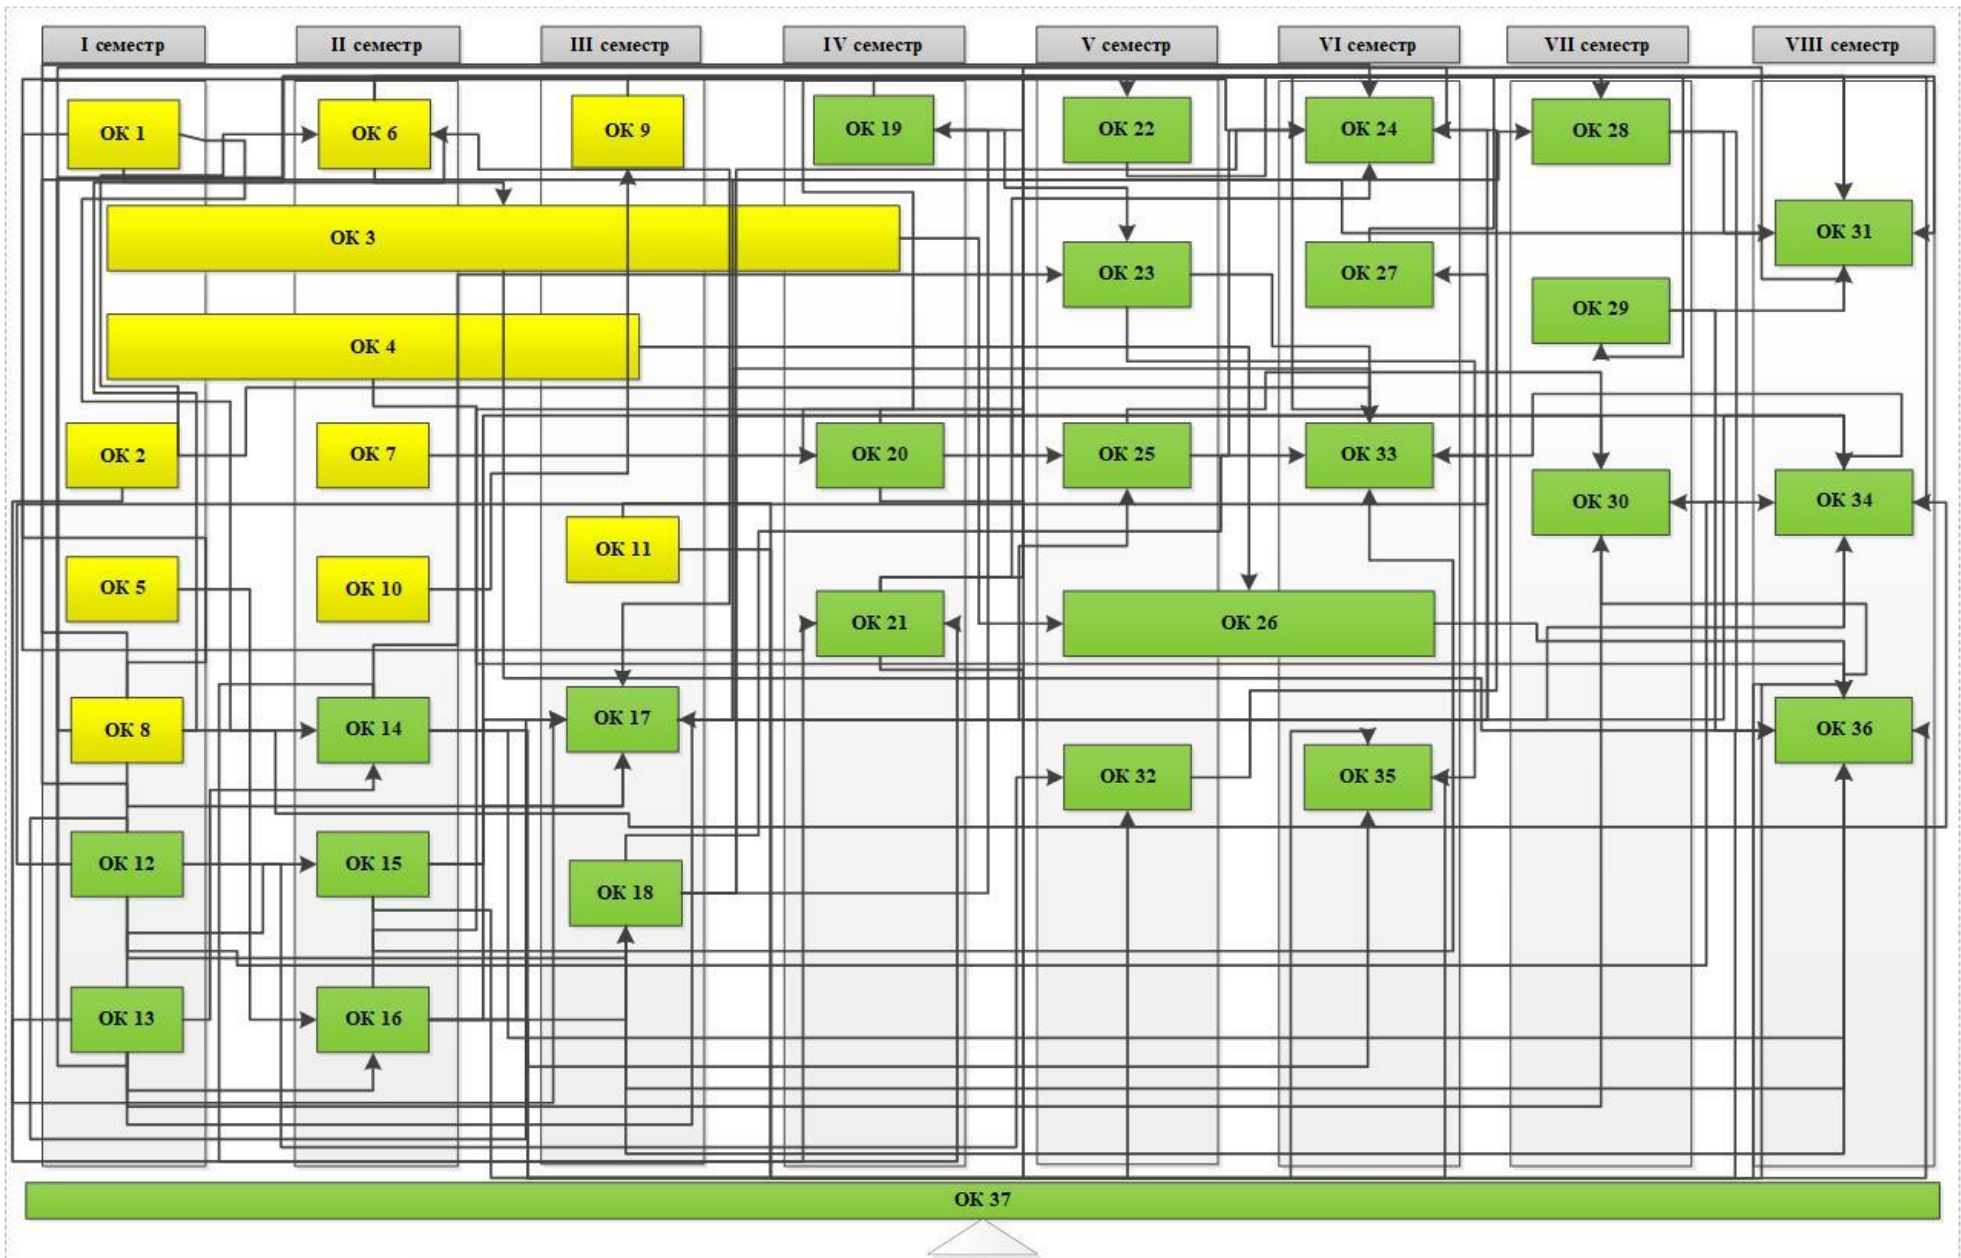 I семестр
II семестр
III семестр
IV семестр
V семестр
VI семестр
VII семестр
VIII семестр
ОК 1
ОК 6
ОК 9
ОК 19
ОК 22
ОК 24
ОК 28
ОК 31
ОК 3
ОК 23
ОК 27
ОК 29
ОК 4
ОК 2
ОК 7
ОК 20
ОК 25
ОК 33
ОК 30
ОК 34
ОК 11
ОК 5
ОК 10
ОК 21
ОК 26
ОК 8
ОК 14
ОК 17
ОК 36
ОК 32
ОК 35
ОК 12
ОК 15
ОК 18
ОК 13
ОК 16
ОК 37